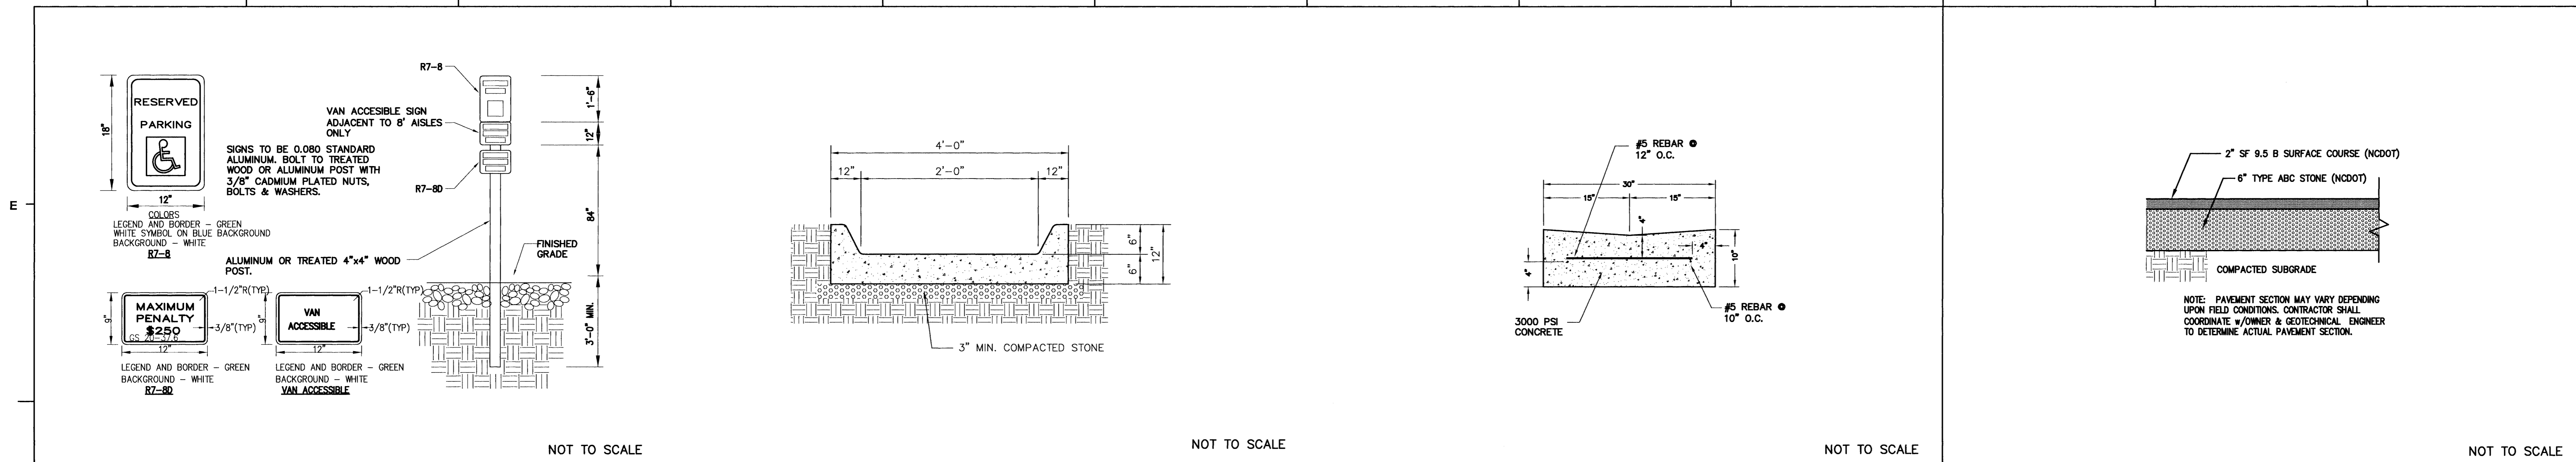 E
RESERVED
PARKING
18"
12"
COLORS
LEGEND AND BORDER – GREEN
WHITE SYMBOL ON BLUE BACKGROUND
BACKGROUND – WHITE
R7-8
SIGNS TO BE 0.080 STANDARD
ALUMINUM. BOLT TO TREATED
WOOD OR ALUMINUM POST WITH
3/8" CADMIUM PLATED NUTS,
BOLTS & WASHERS.
R7-8
VAN ACCESIBLE SIGN
ADJACENT TO 8' AISLES
ONLY
R7-8D
ALUMINUM OR TREATED 4"x4" WOOD
POST.
FINISHED
GRADE
1'-6"
12"
84"
3'-0" MIN.
MAXIMUM
PENALTY
$250
GS 20-37.6
1-1/2"R(TYP)
3/8"(TYP)
9"
12"
LEGEND AND BORDER – GREEN
BACKGROUND – WHITE
R7-8D
VAN
ACCESSIBLE
1-1/2"R(TYP)
3/8"(TYP)
9"
12"
LEGEND AND BORDER – GREEN
BACKGROUND – WHITE
VAN ACCESSIBLE
NOT TO SCALE
4'-0"
12"
2'-0"
12"
6"
6"
12"
3" MIN. COMPACTED STONE
NOT TO SCALE
#5 REBAR @
12" O.C.
30"
15"
15"
4"
4"
10"
4"
#5 REBAR @
10" O.C.
3000 PSI
CONCRETE
NOT TO SCALE
2" SF 9.5 B SURFACE COURSE (NCDOT)
6" TYPE ABC STONE (NCDOT)
COMPACTED SUBGRADE
NOTE: PAVEMENT SECTION MAY VARY DEPENDING
UPON FIELD CONDITIONS. CONTRACTOR SHALL
COORDINATE w/OWNER & GEOTECHNICAL ENGINEER
TO DETERMINE ACTUAL PAVEMENT SECTION.
NOT TO SCALE